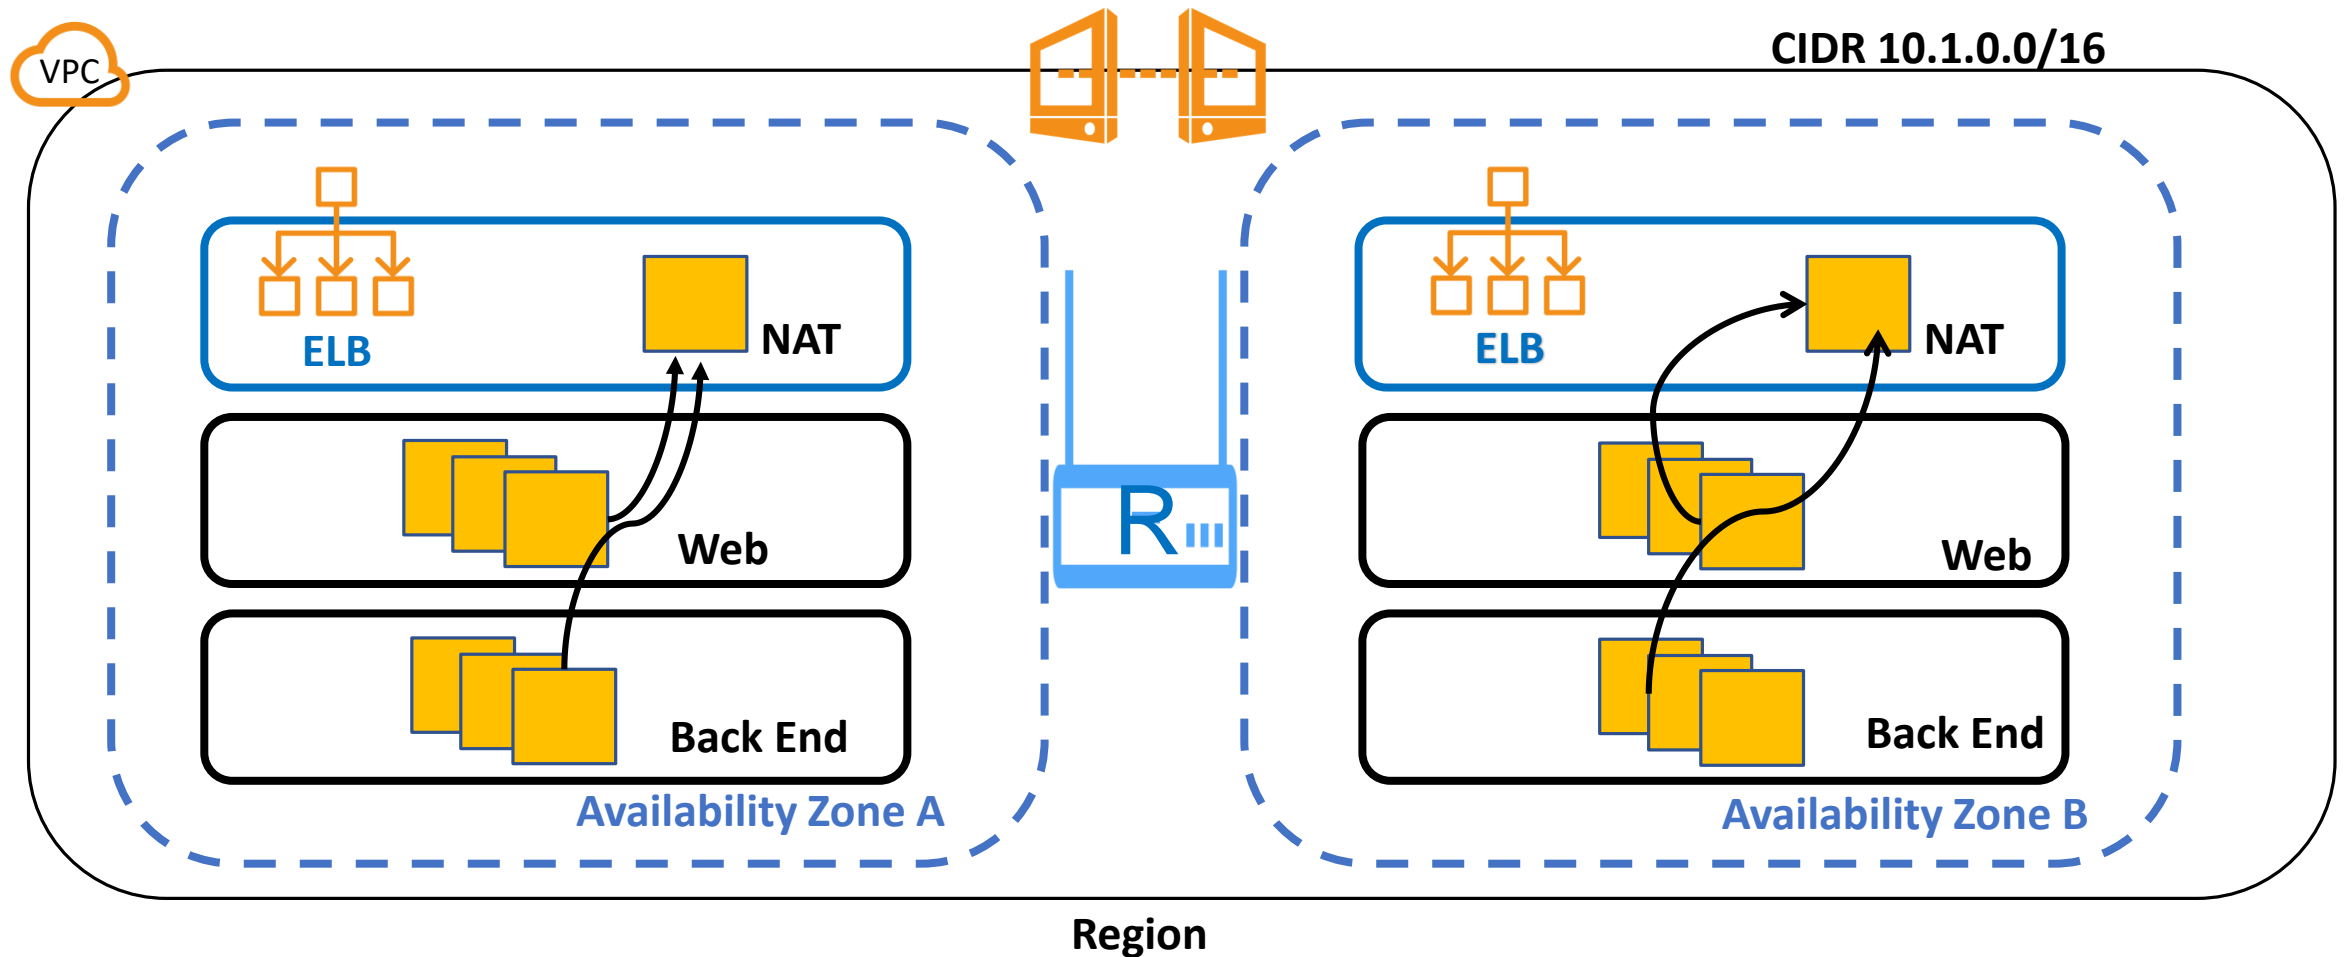 VPC
CIDR 10.1.0.0/16
ELB
NAT
Web
Back End
Availability Zone A
R
ELB
NAT
Web
Back End
Availability Zone B
Region